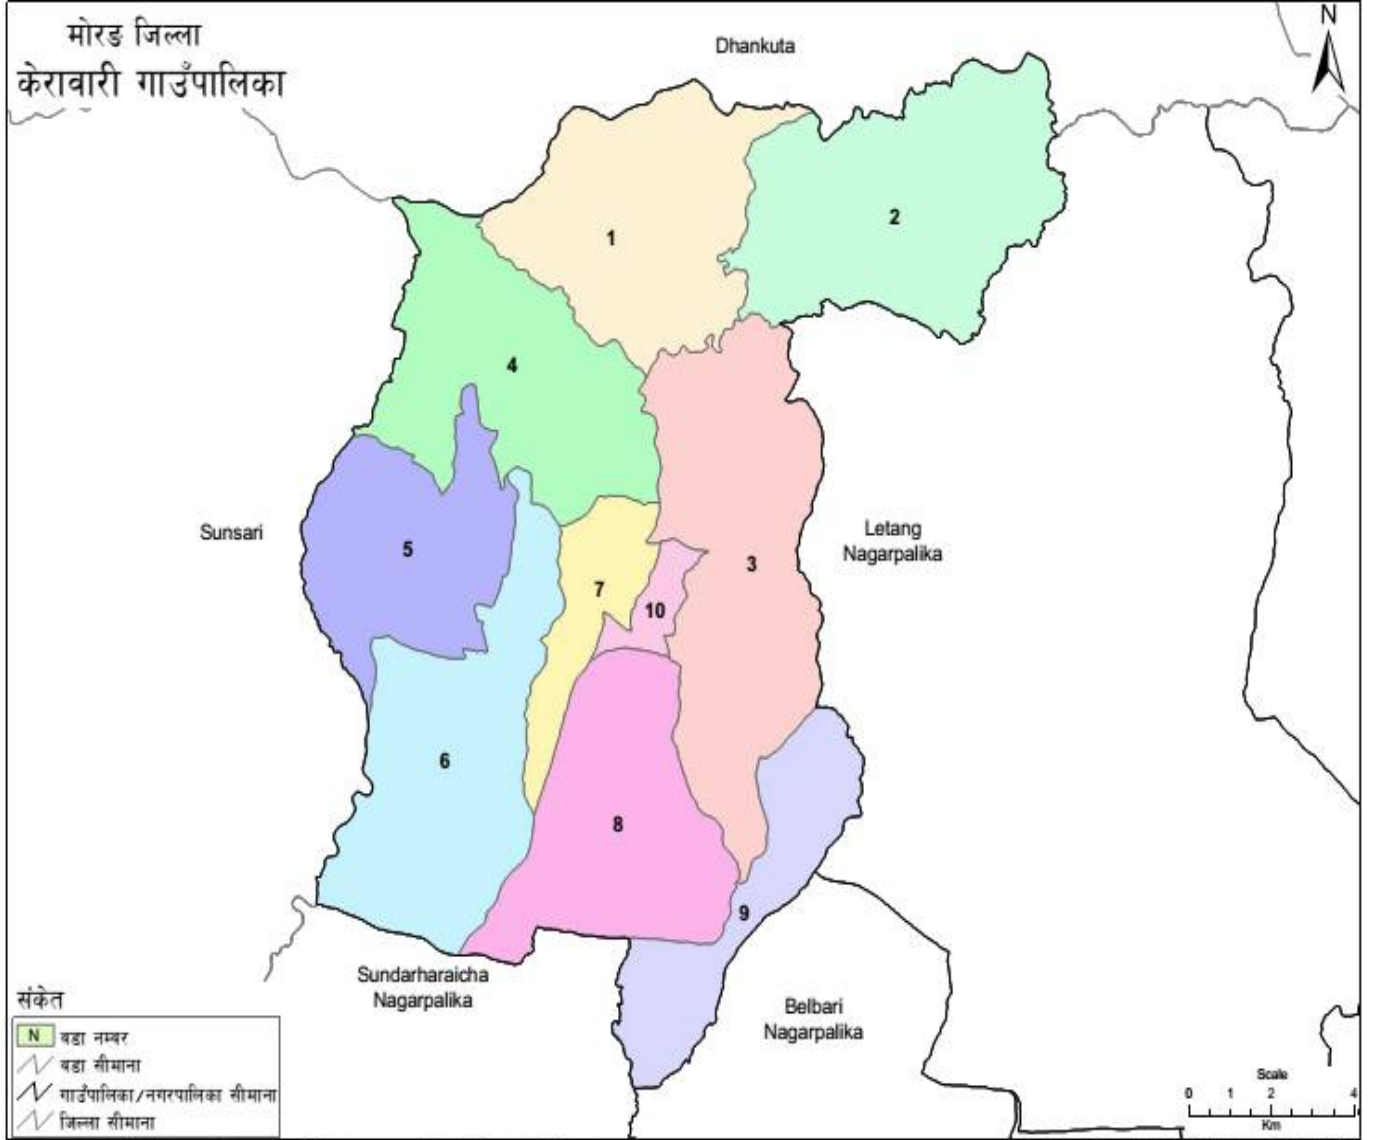 मोरङ जिल्ला
केरावारी गाउँपालिका
Dhankuta
N
1
2
4
Sunsari
5
3
Letang
Nagarpalika
7
10
6
8
9
Sundarharaicha
Nagarpalika
Belbari
Nagarpalika
संकेत
N वडा नम्बर
वडा सीमाना
गाउँपालिका/नगरपालिका सीमाना
जिल्ला सीमाना
Scale
0 1 2 4
Km